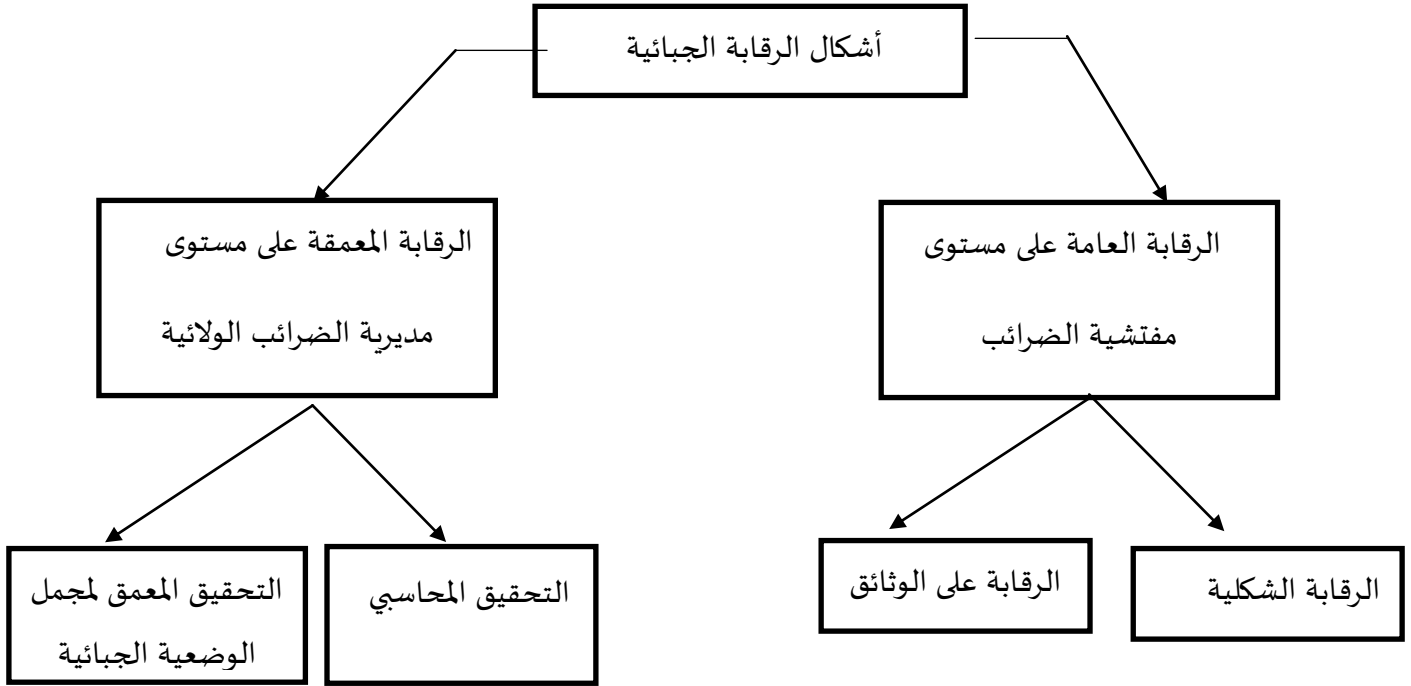 أشكال الرقابة الجبائية
الرقابة العامة على مستوى
مفتشية الضرائب
الرقابة المعمقة على مستوى
مديرية الضرائب الولائية
الرقابة الشكلية
الرقابة على الوثائق
التحقيق المحاسبي
التحقيق المعمق لمجمل
الوضعية الجبائية